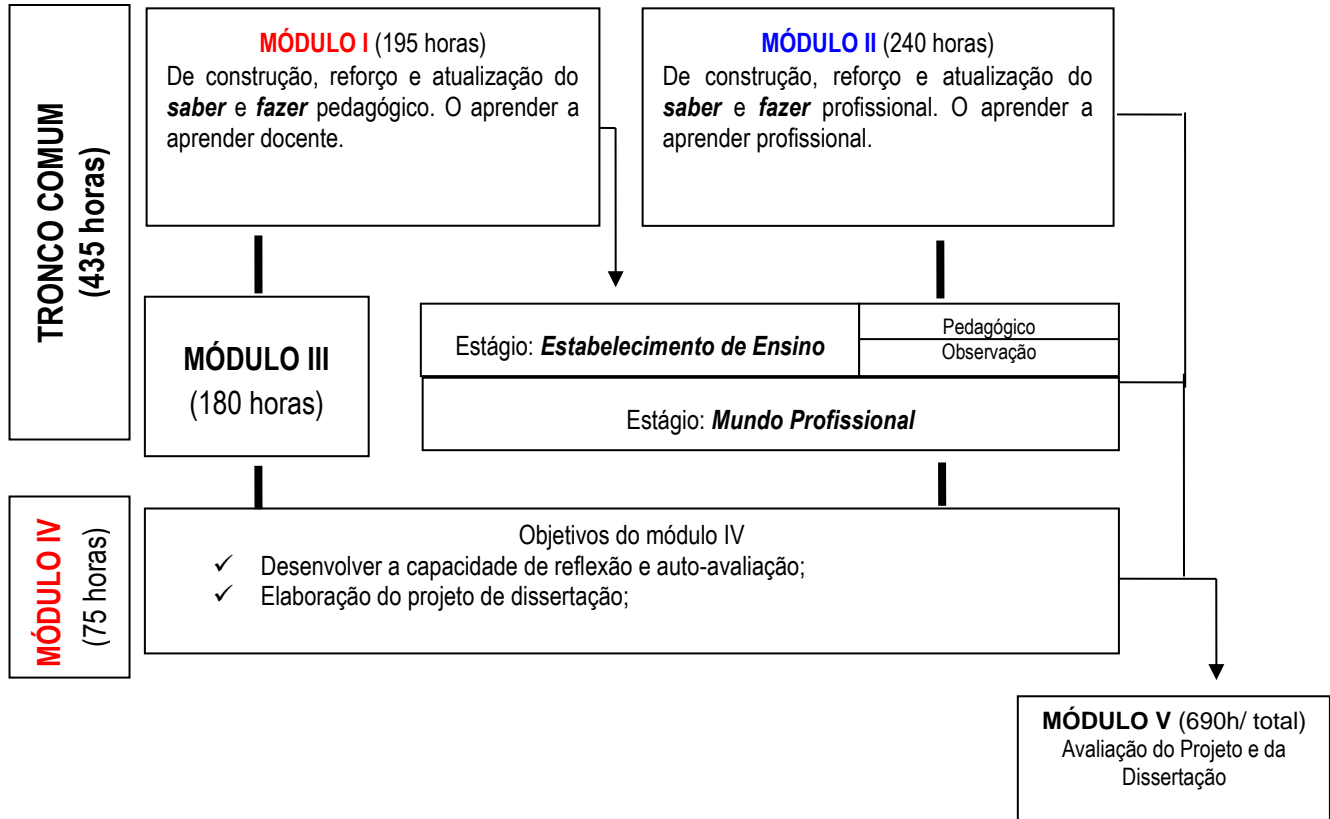 TRONCO COMUM
(435 horas)
MÓDULO I (195 horas)
De construção, reforço e atualização do
saber e fazer pedagógico. O aprender a
aprender docente.
MÓDULO II (240 horas)
De construção, reforço e atualização do
saber e fazer profissional. O aprender a
aprender profissional.
MÓDULO III
(180 horas)
Estágio: Estabelecimento de Ensino
Pedagógico
Observação
Estágio: Mundo Profissional
MÓDULO IV
(75 horas)
Objetivos do módulo IV
✓ Desenvolver a capacidade de reflexão e auto-avaliação;
✓ Elaboração do projeto de dissertação;
MÓDULO V (690h/ total)
Avaliação do Projeto e da
Dissertação